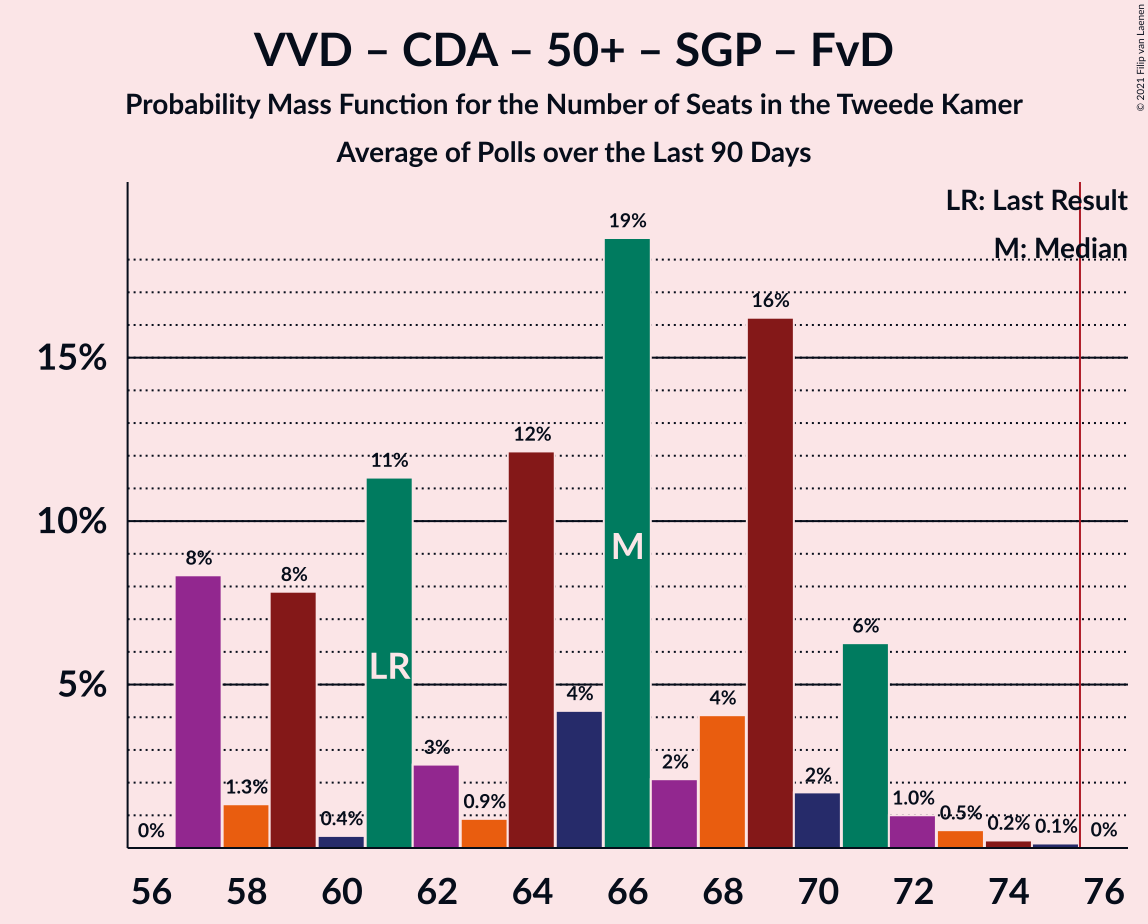 VVD – CDA – 50+ – SGP – FvD
Probability Mass Function for the Number of Seats in the Tweede Kamer
Average of Polls over the Last 90 Days
© 2021 Filip van Laenen
LR: Last Result
M: Median
19%
16%
15%
12%
11%
10%
M
8%
8%
6%
LR
5%
4%
4%
3%
2%
2%
1.3%
1.0%
0.9%
0.5%
0.4%
0.2%
0.1%
0%
0%
56 58 60 62 64 66 68 70 72 74 76